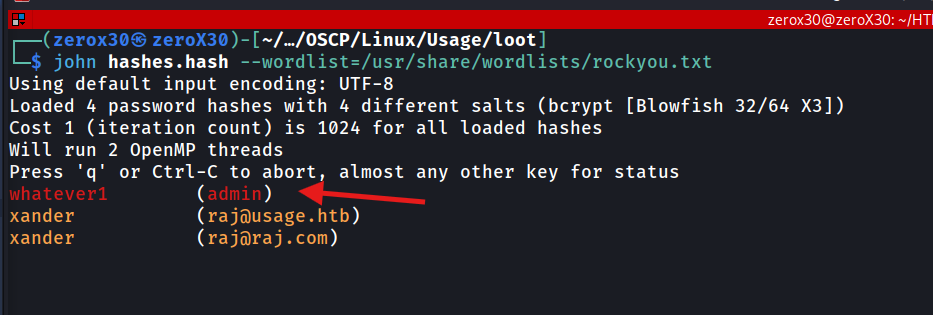 zerox30@zeroX30: ~/HT
(zerox30㉿zeroX30)-[~/…/OSCP/Linux/Usage/loot]
$ john hashes.hash --wordlist=/usr/share/wordlists/rockyou.txt
Using default input encoding: UTF-8
Loaded 4 password hashes with 4 different salts (bcrypt [Blowfish 32/64 X3])
Cost 1 (iteration count) is 1024 for all loaded hashes
Will run 2 OpenMP threads
Press 'q' or Ctrl-C to abort, almost any other key for status
whatever1 (admin)
xander (raj@usage.htb)
xander (raj@raj.com)